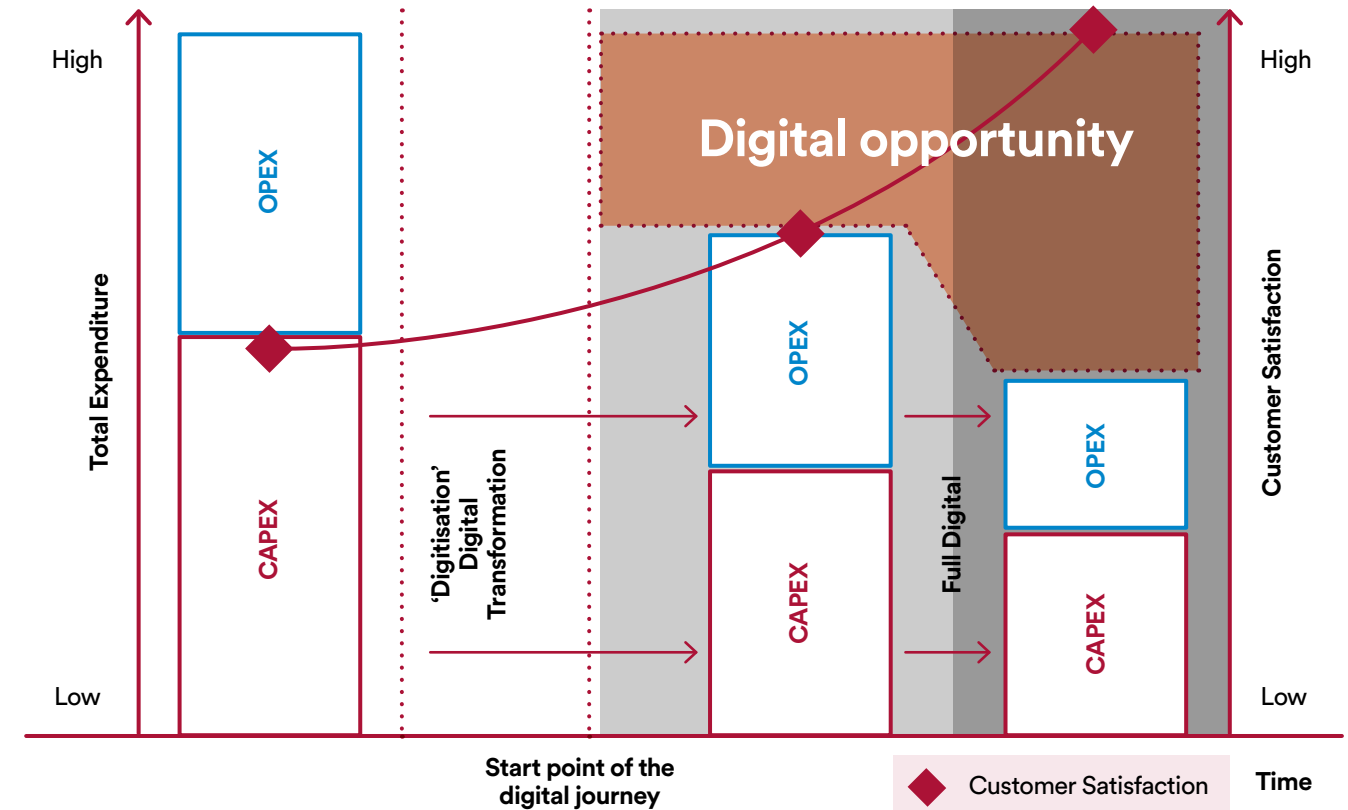 High
High
OPEX
Digital opportunity
Total Expenditure
Customer Satisfaction
OPEX
CAPEX
'Digitisation'
Digital
Transformation
Full Digital
OPEX
CAPEX
CAPEX
Low
Low
Start point of the
digital journey
Customer Satisfaction
Time